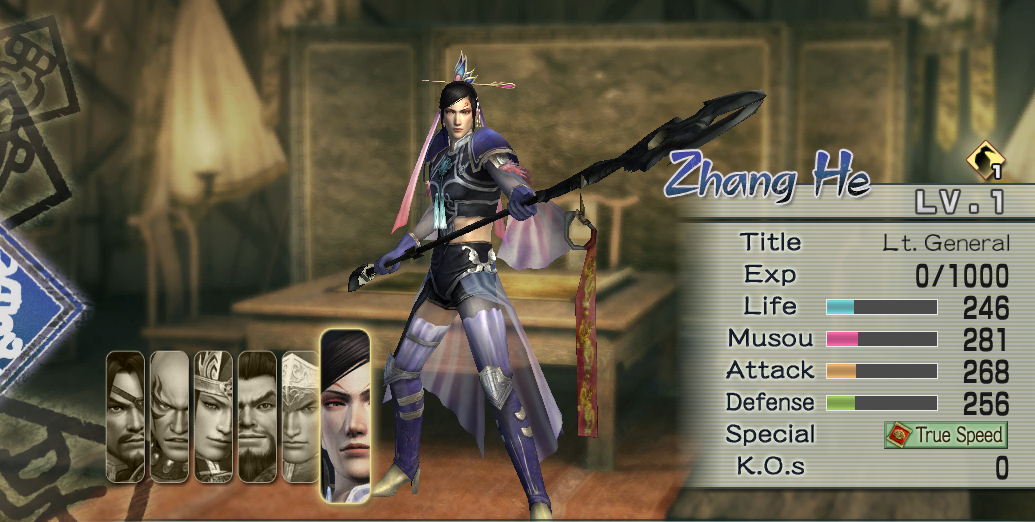 Zhang He
1
LV.1
Title Lt. General
Exp 0/1000
Life 246
Musou 281
Attack 268
Defense 256
Special True Speed
K.O.s 0